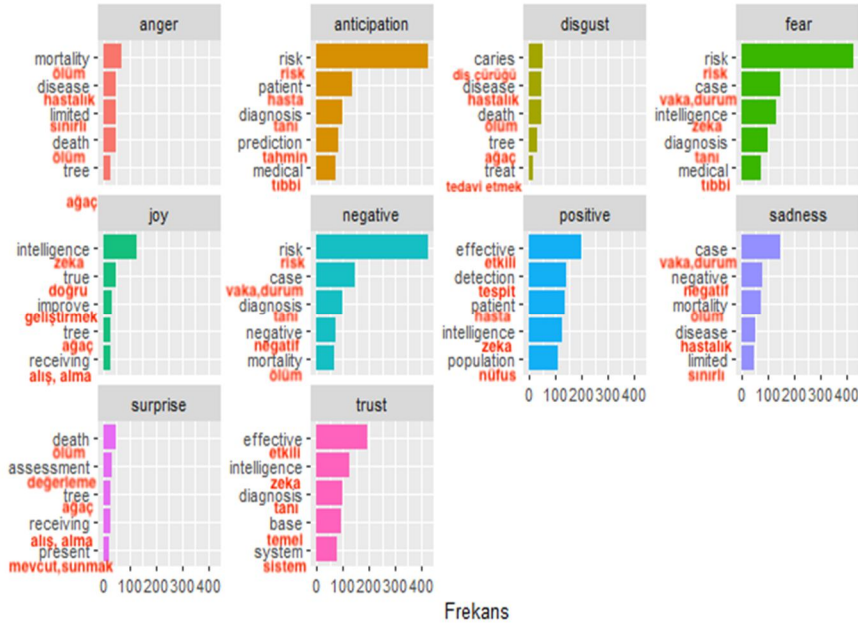 anger
mortality
ölüm
disease
hastalık
limited
sınırlı
death
ölüm
tree
ağaç
anticipation
risk
risk
patient
hasta
diagnosis
tanı
prediction
tahmin
medical
tıbbi
disgust
caries
diş çürüğü
disease
hastalık
death
ölüm
tree
ağaç
treat
tedavi etmek
fear
risk
risk
case
vaka,durum
intelligence
zeka
diagnosis
tanı
medical
tıbbi
joy
intelligence
zeka
true
doğru
improve
geliştirmek
tree
ağaç
receiving
alış, alma
negative
risk
risk
case
vaka,durum
diagnosis
tanı
negative
negatif
mortality
ölüm
positive
effective
etkili
detection
tespit
patient
hasta
intelligence
zeka
population
nüfus
0 100 200 300 400
sadness
case
vaka,durum
negative
negatif
mortality
ölüm
disease
hastalık
limited
sınırlı
0 100 200 300 400
surprise
death
ölüm
assessment
değerleme
tree
ağaç
receiving
alış, alma
present
mevcut,sunmak
0 100 200 300 400
trust
effective
etkili
intelligence
zeka
diagnosis
tanı
base
temel
system
sistem
0 100 200 300 400
Frekans